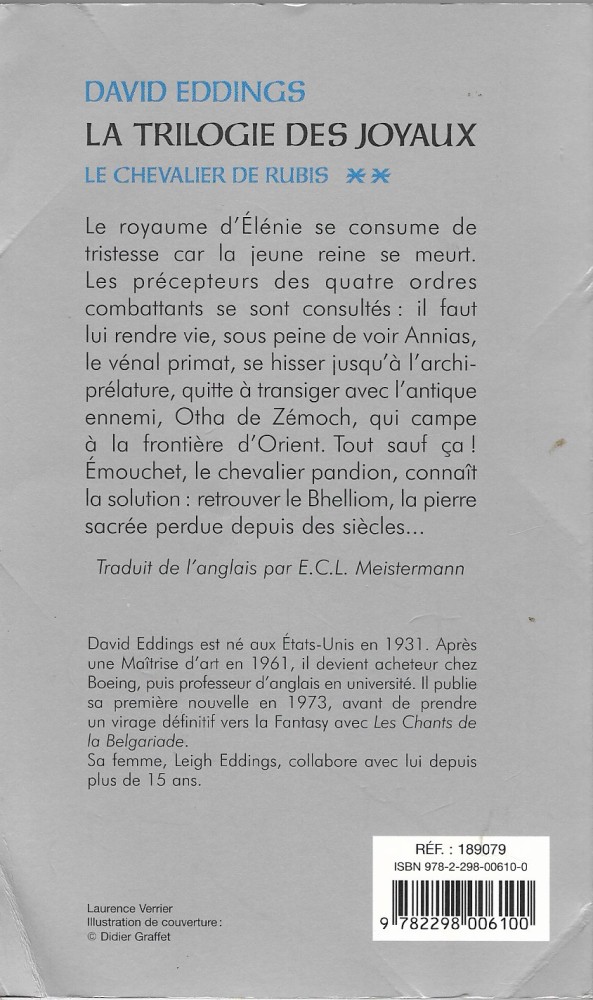 DAVID EDDINGS
LA TRILOGIE DES JOYAUX
LE CHEVALIER DE RUBIS ✶✶
Le royaume d'Élénie se consume de
tristesse car la jeune reine se meurt.
Les précepteurs des quatre ordres
combattants se sont consultés : il faut
lui rendre vie, sous peine de voir Annias,
le vénal primat, se hisser jusqu'à l'archi-
prélature, quitte à transiger avec l'antique
ennemi, Otha de Zémoch, qui campe
à la frontière d'Orient. Tout sauf ça !
Émouchet, le chevalier pandion, connaît
la solution : retrouver le Bhelliom, la pierre
sacrée perdue depuis des siècles...
Traduit de l'anglais par E.C.L. Meistermann
David Eddings est né aux États-Unis en 1931. Après
une Maîtrise d'art en 1961, il devient acheteur chez
Boeing, puis professeur d'anglais en université. Il publie
sa première nouvelle en 1973, avant de prendre
un virage définitif vers la Fantasy avec Les Chants de
la Belgariade.
Sa femme, Leigh Eddings, collabore avec lui depuis
plus de 15 ans.
RÉF. : 189079
ISBN 978-2-298-00610-0
9 782298 006100
Laurence Verrier
Illustration de couverture :
© Didier Graffet